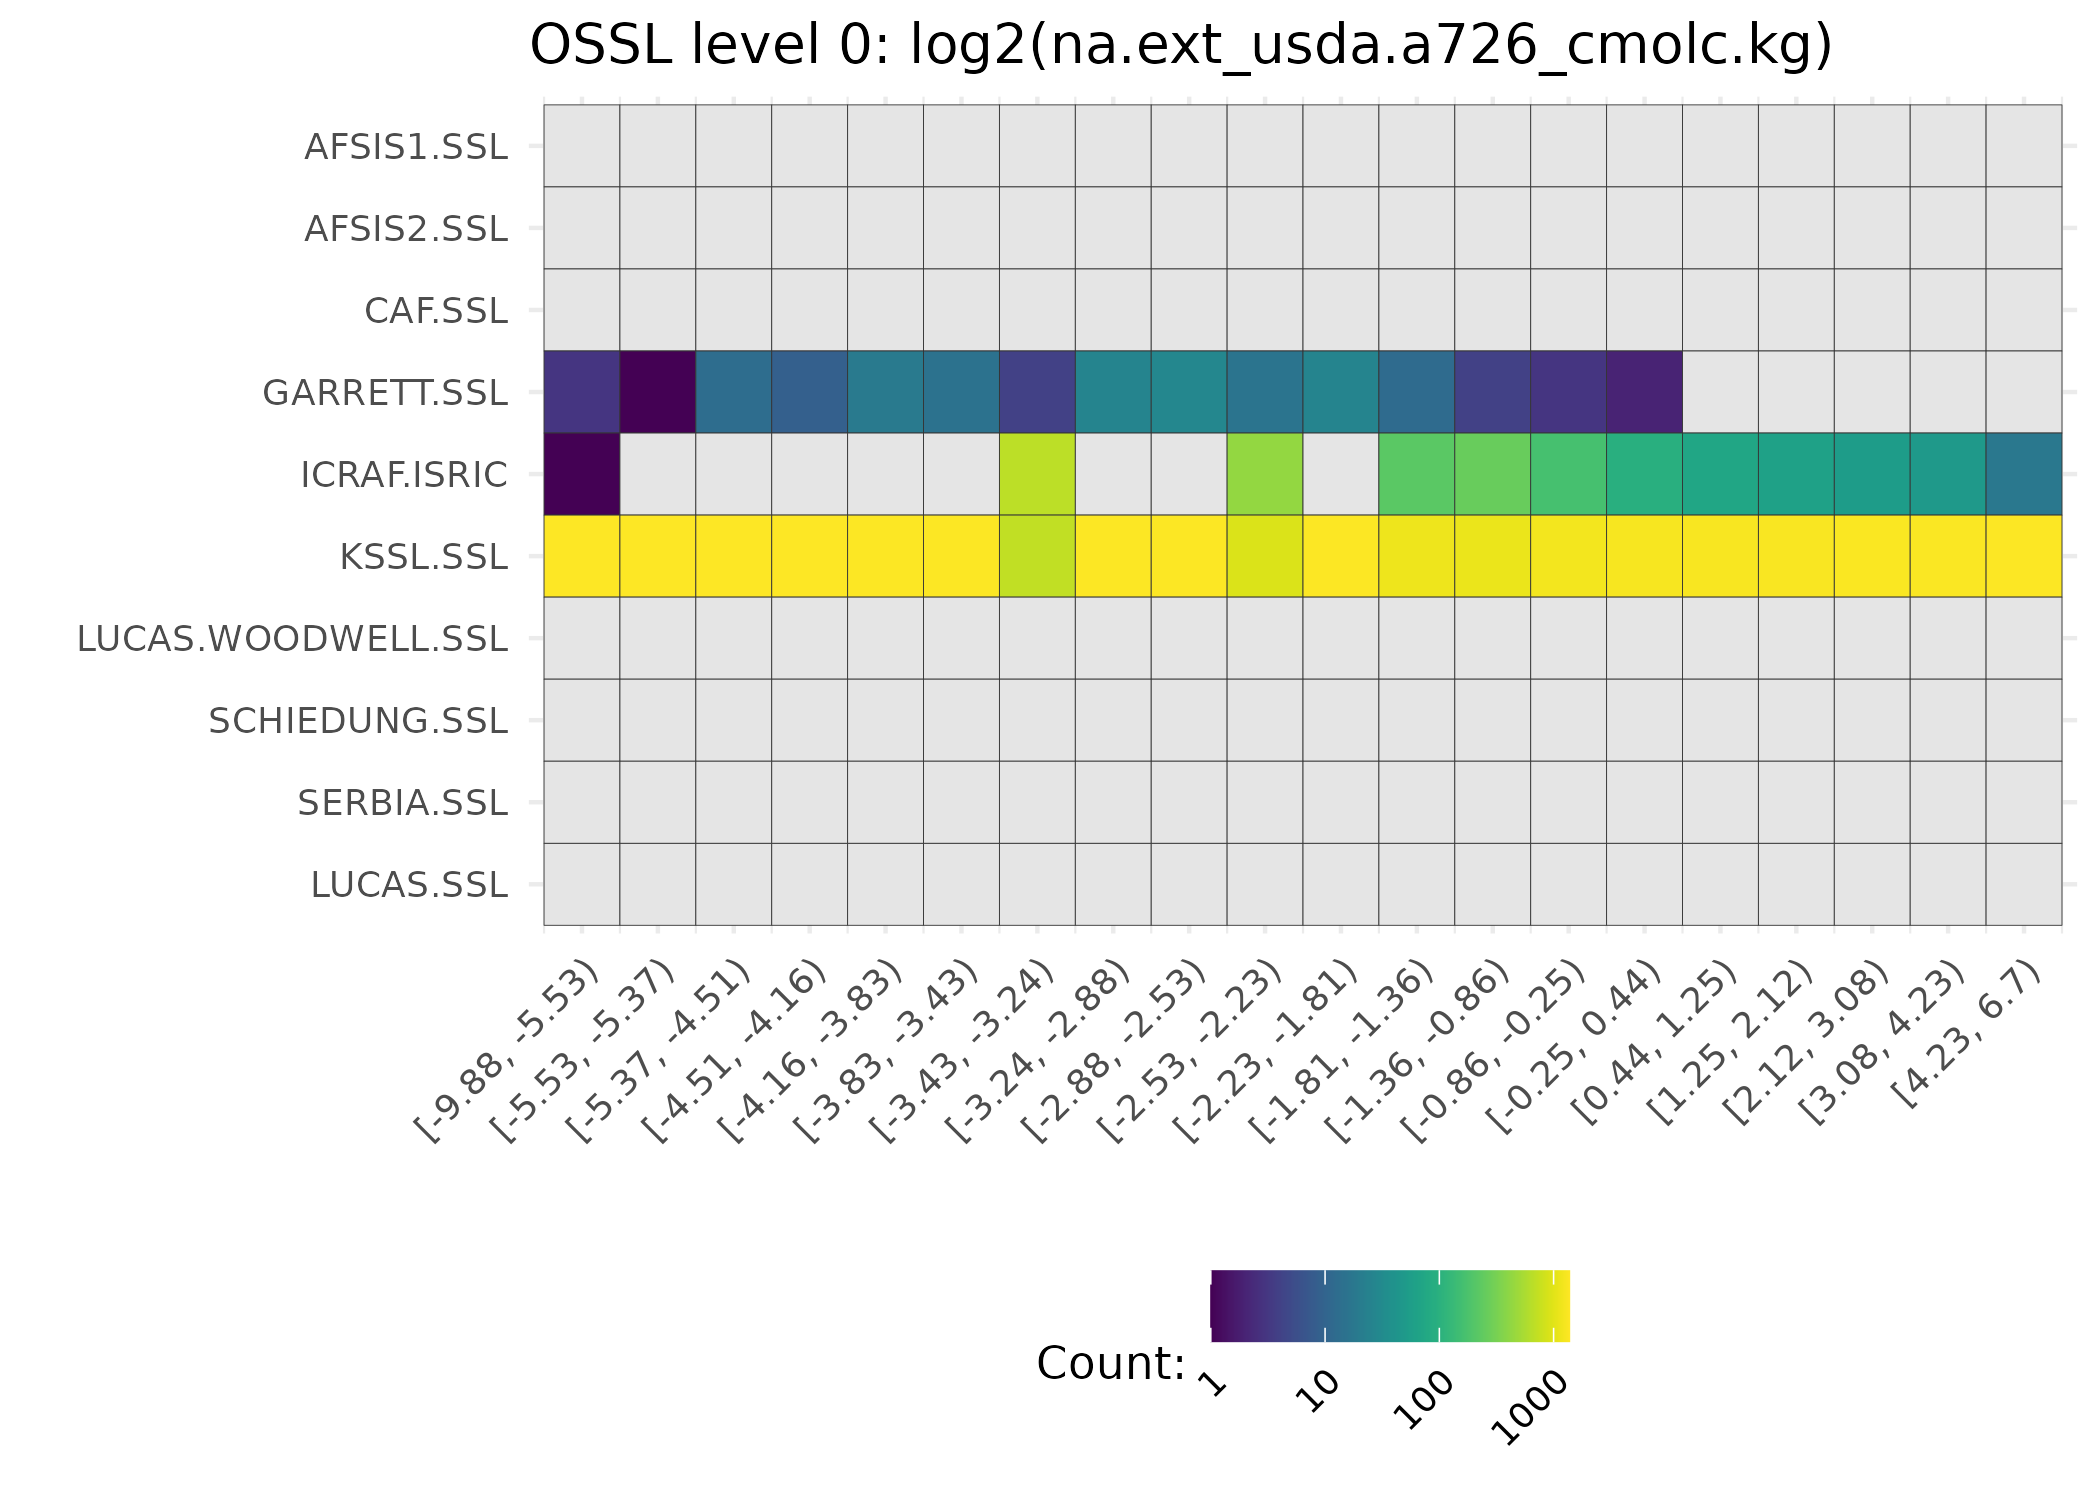 OSSL level 0: log2(na.ext_usda.a726_cmolc.kg)
AFSIS1.SSL
AFSIS2.SSL
CAF.SSL
GARRETT.SSL
ICRAF.ISRIC
KSSL.SSL
LUCAS.WOODWELL.SSL
SCHIEDUNG.SSL
SERBIA.SSL
LUCAS.SSL
[-9.88, -5.53)
[-5.53, -5.37)
[-5.37, -4.51)
[-4.51, -4.16)
[-4.16, -3.83)
[-3.83, -3.43)
[-3.43, -3.24)
[-3.24, -2.88)
[-2.88, -2.53)
[-2.53, -2.23)
[-2.23, -1.81)
[-1.81, -1.36)
[-1.36, -0.86)
[-0.86, -0.25)
[-0.25, 0.44)
[0.44, 1.25)
[1.25, 2.12)
[2.12, 3.08)
[3.08, 4.23)
[4.23, 6.7)
Count:
1
10
100
1000